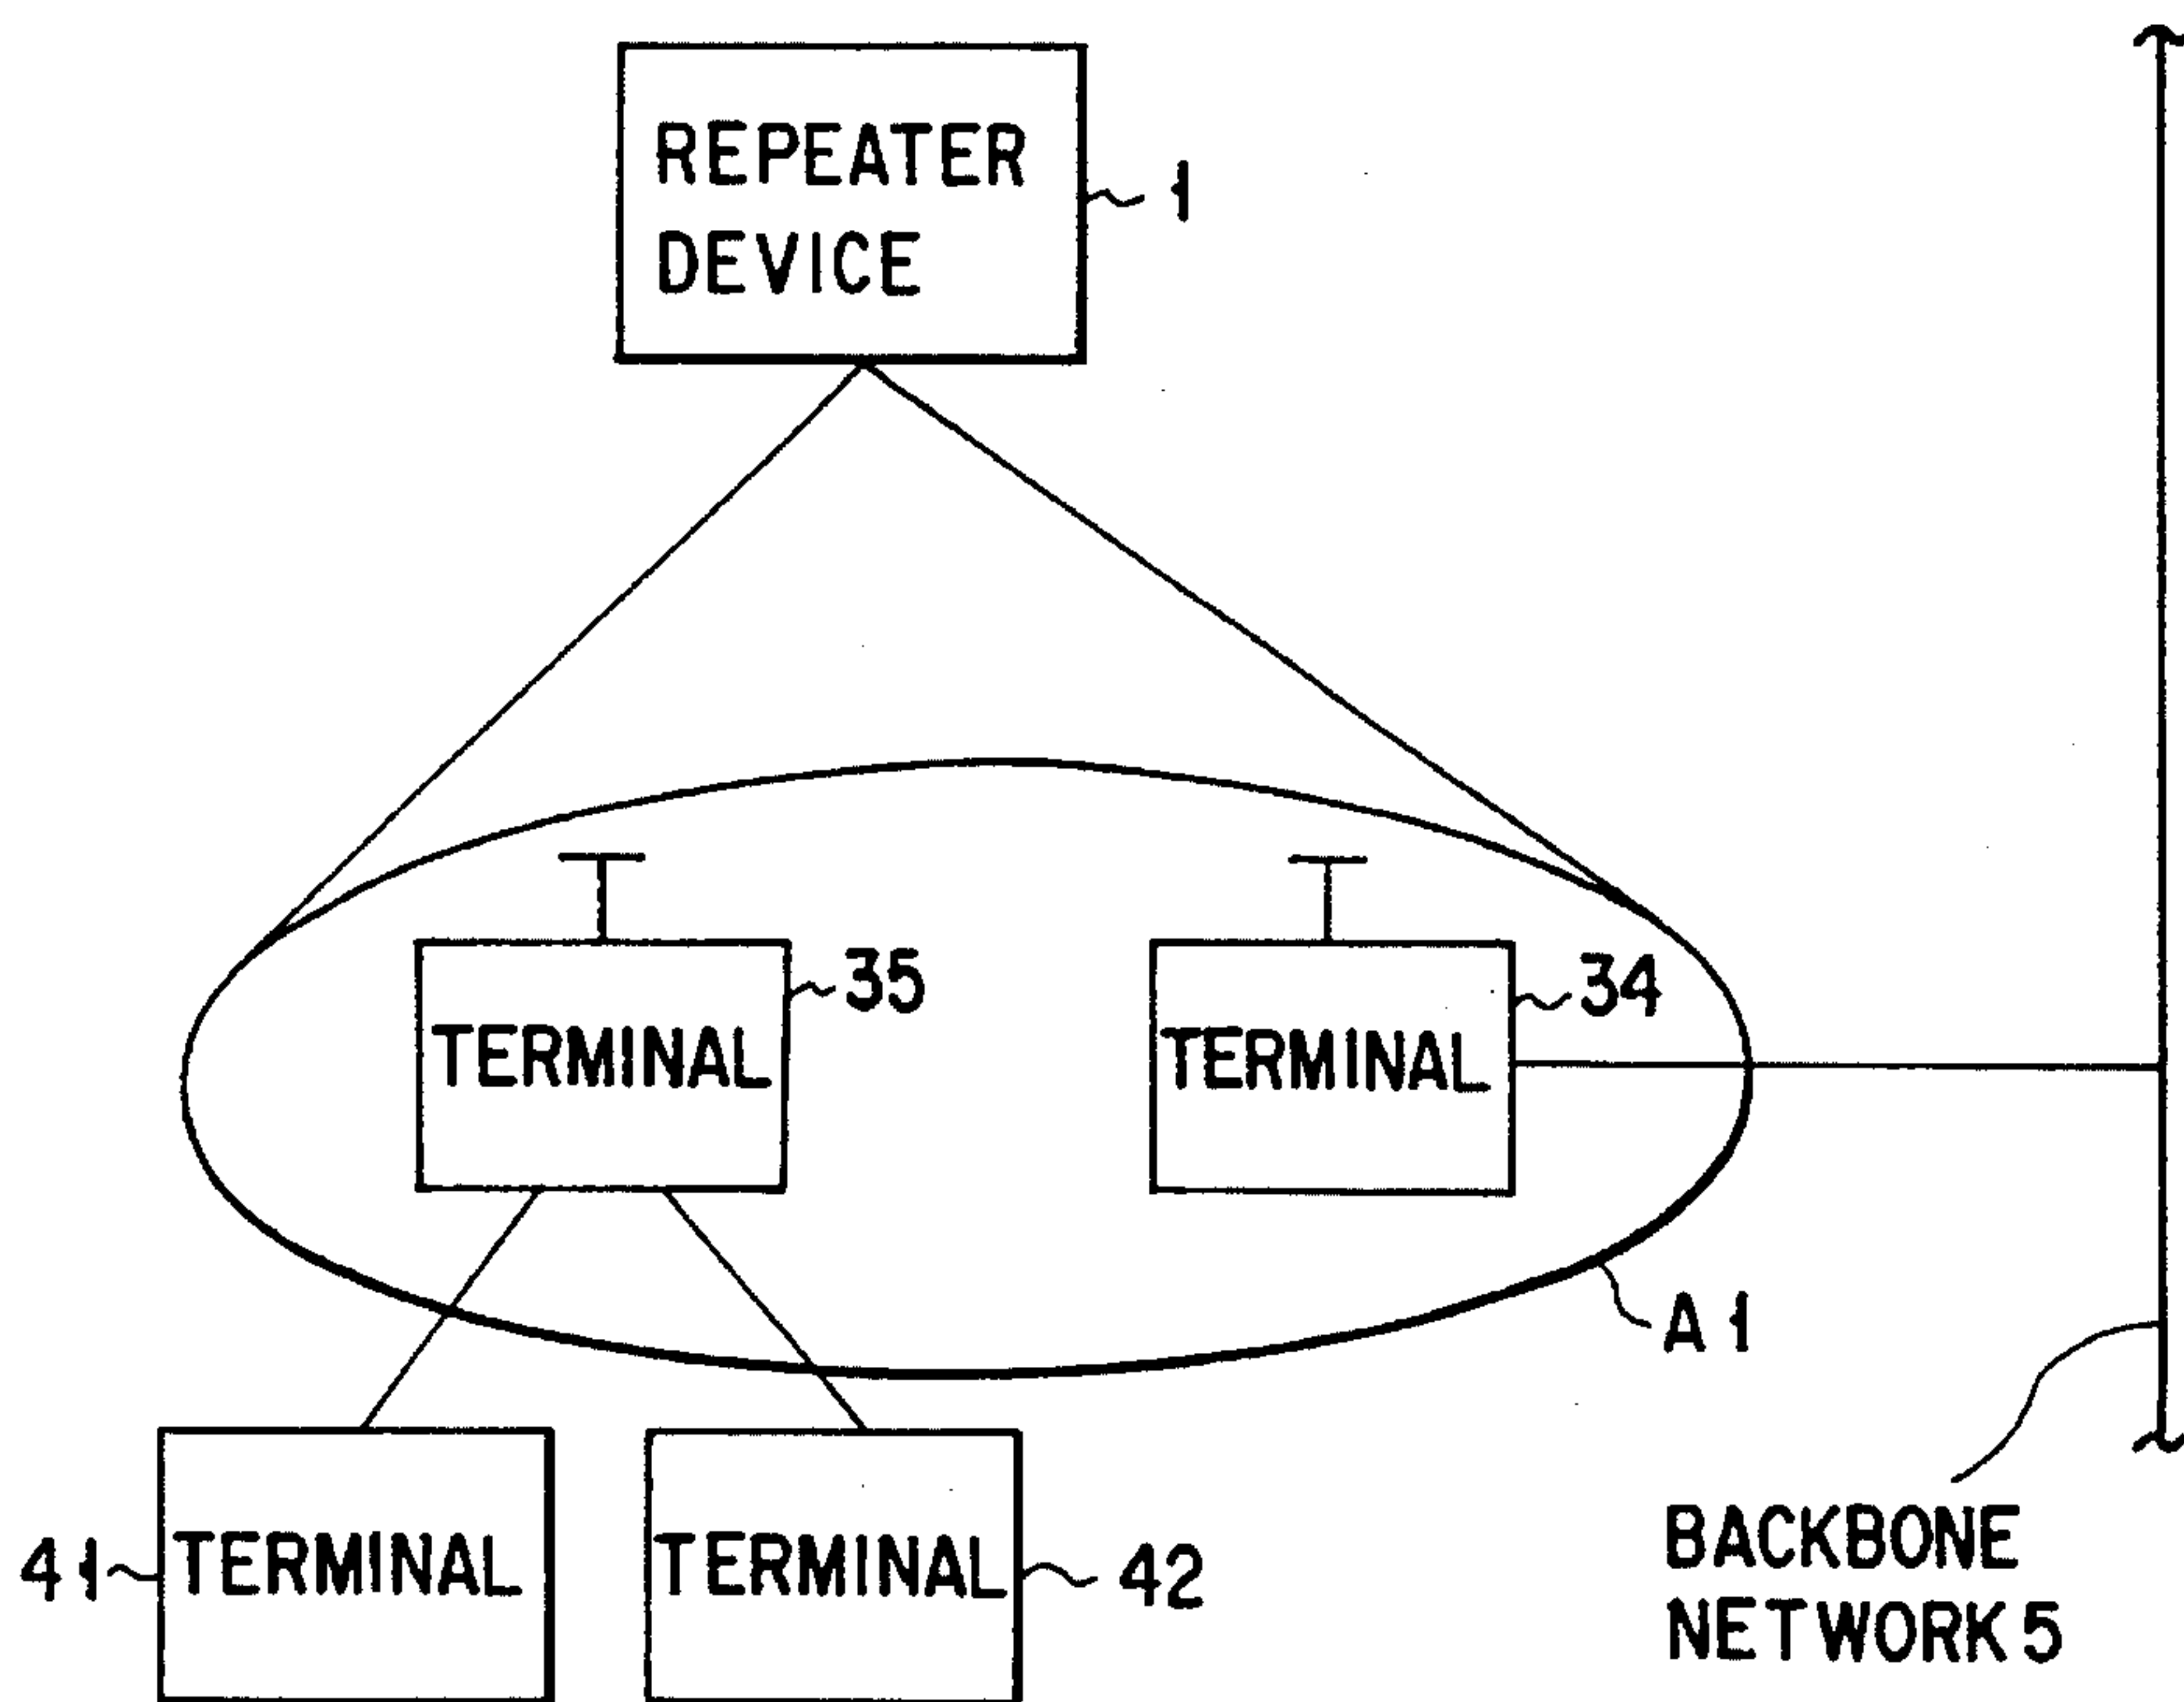 REPEATER
DEVICE
1
35
34
TERMINAL
TERMINAL
A1
41
TERMINAL
TERMINAL
42
BACKBONE
NETWORK 5